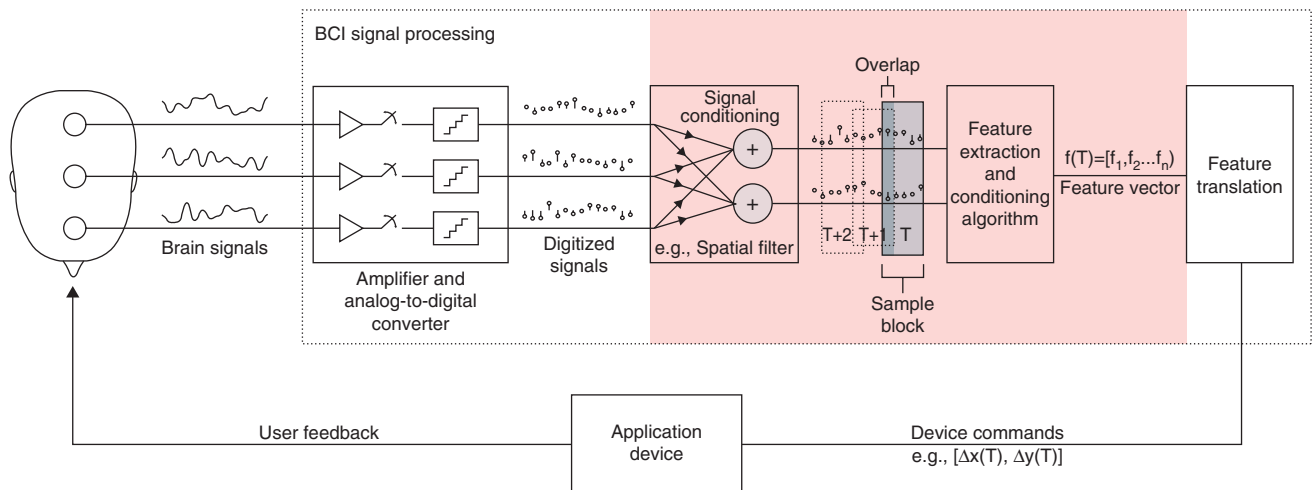 BCI signal processing
Brain signals
Amplifier and
analog-to-digital
converter
Digitized
signals
Signal
conditioning
+
+
e.g., Spatial filter
Overlap
T+2
T+1
T
Sample
block
Feature
extraction
and
conditioning
algorithm
f(T)=[f1,f2...fn)
Feature vector
Feature
translation
User feedback
Application
device
Device commands
e.g., [Δx(T), Δy(T)]